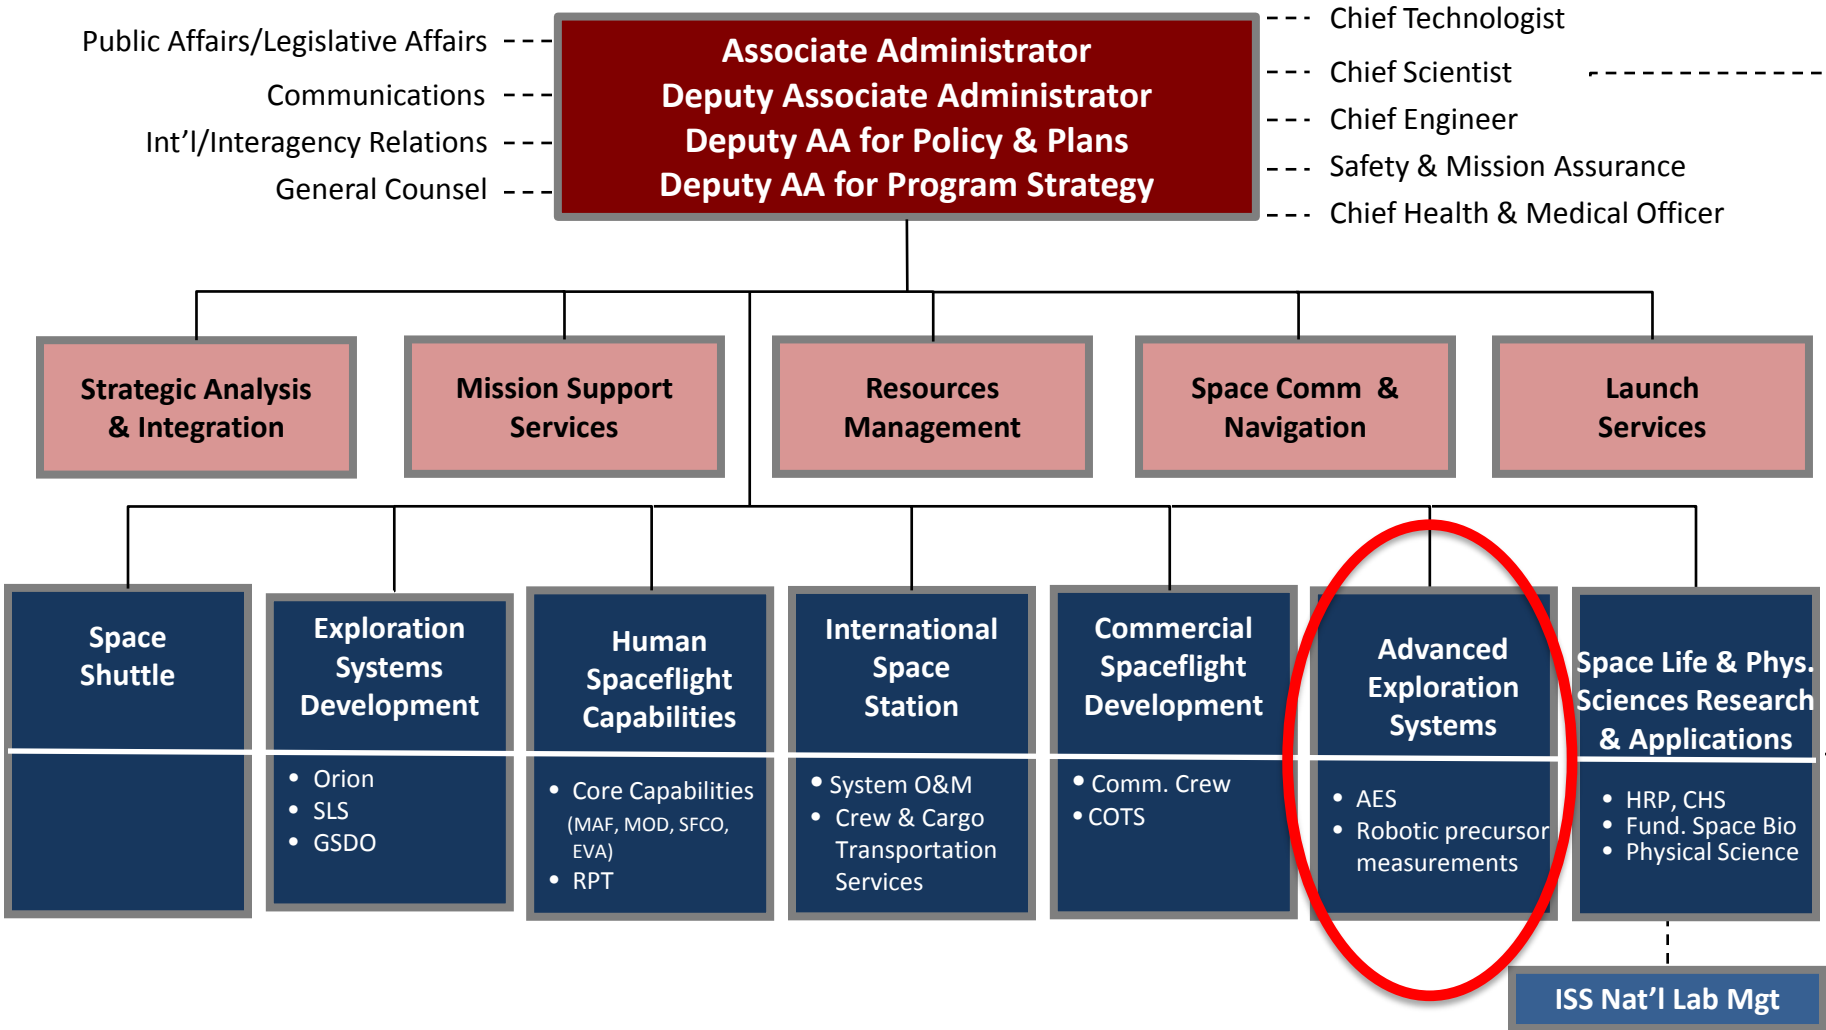 Public Affairs/Legislative Affairs
Communications
Int'l/Interagency Relations
General Counsel
Associate Administrator
Deputy Associate Administrator
Deputy AA for Policy & Plans
Deputy AA for Program Strategy
Chief Technologist
Chief Scientist
Chief Engineer
Safety & Mission Assurance
Chief Health & Medical Officer
Strategic Analysis
& Integration
Mission Support
Services
Resources
Management
Space Comm &
Navigation
Launch
Services
Space
Shuttle
Exploration
Systems
Development
• Orion
• SLS
• GSDO
Human
Spaceflight
Capabilities
• Core Capabilities
(MAF, MOD, SFCO,
EVA)
• RPT
International
Space
Station
• System O&M
• Crew & Cargo
Transportation
Services
Commercial
Spaceflight
Development
• Comm. Crew
• COTS
Advanced
Exploration
Systems
• AES
• Robotic precursor
measurements
Space Life & Phys.
Sciences Research
& Applications
• HRP, CHS
• Fund. Space Bio
• Physical Science
ISS Nat'l Lab Mgt